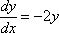 dy/dx = −2y